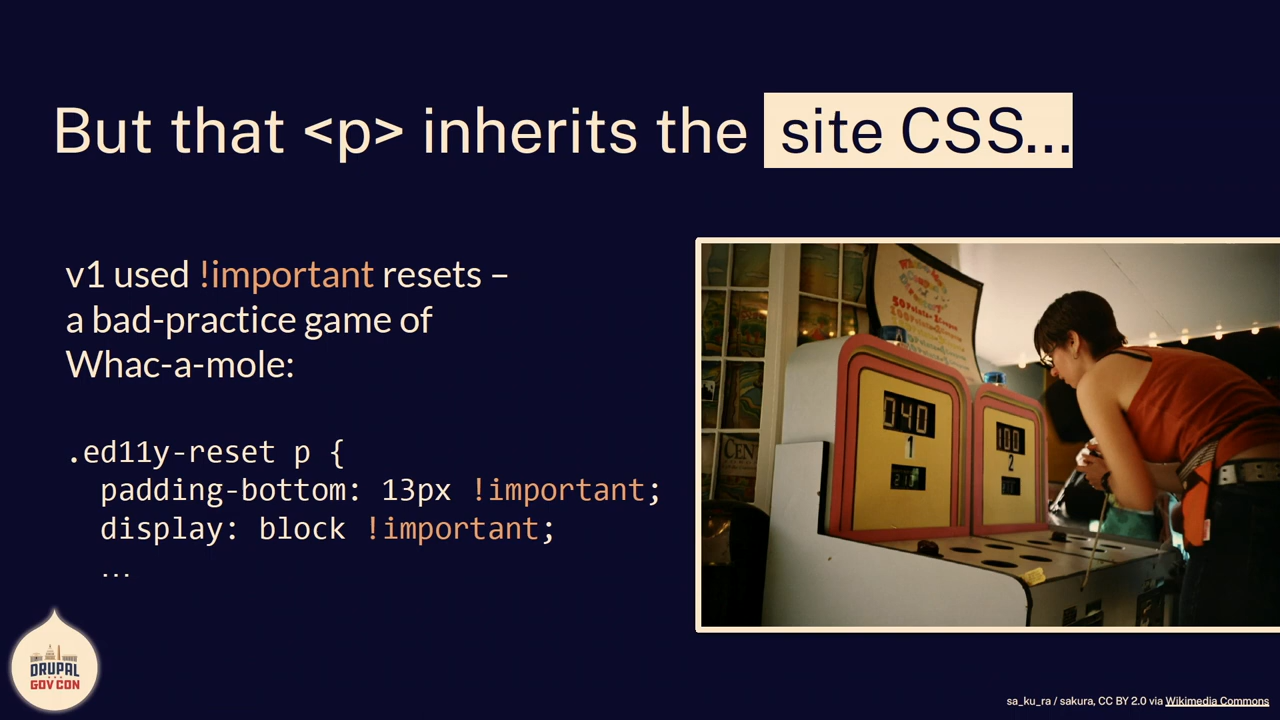 But that <p> inherits the site CSS...
v1 used !important resets –
a bad-practice game of
Whac-a-mole:
.ed11y-reset p {
padding-bottom: 13px !important;
display: block !important;
...
040
1
100
2
CEN
DRUPAL
GOV CON
sa_ku_ra / sakura, CC BY 2.0 via Wikimedia Commons